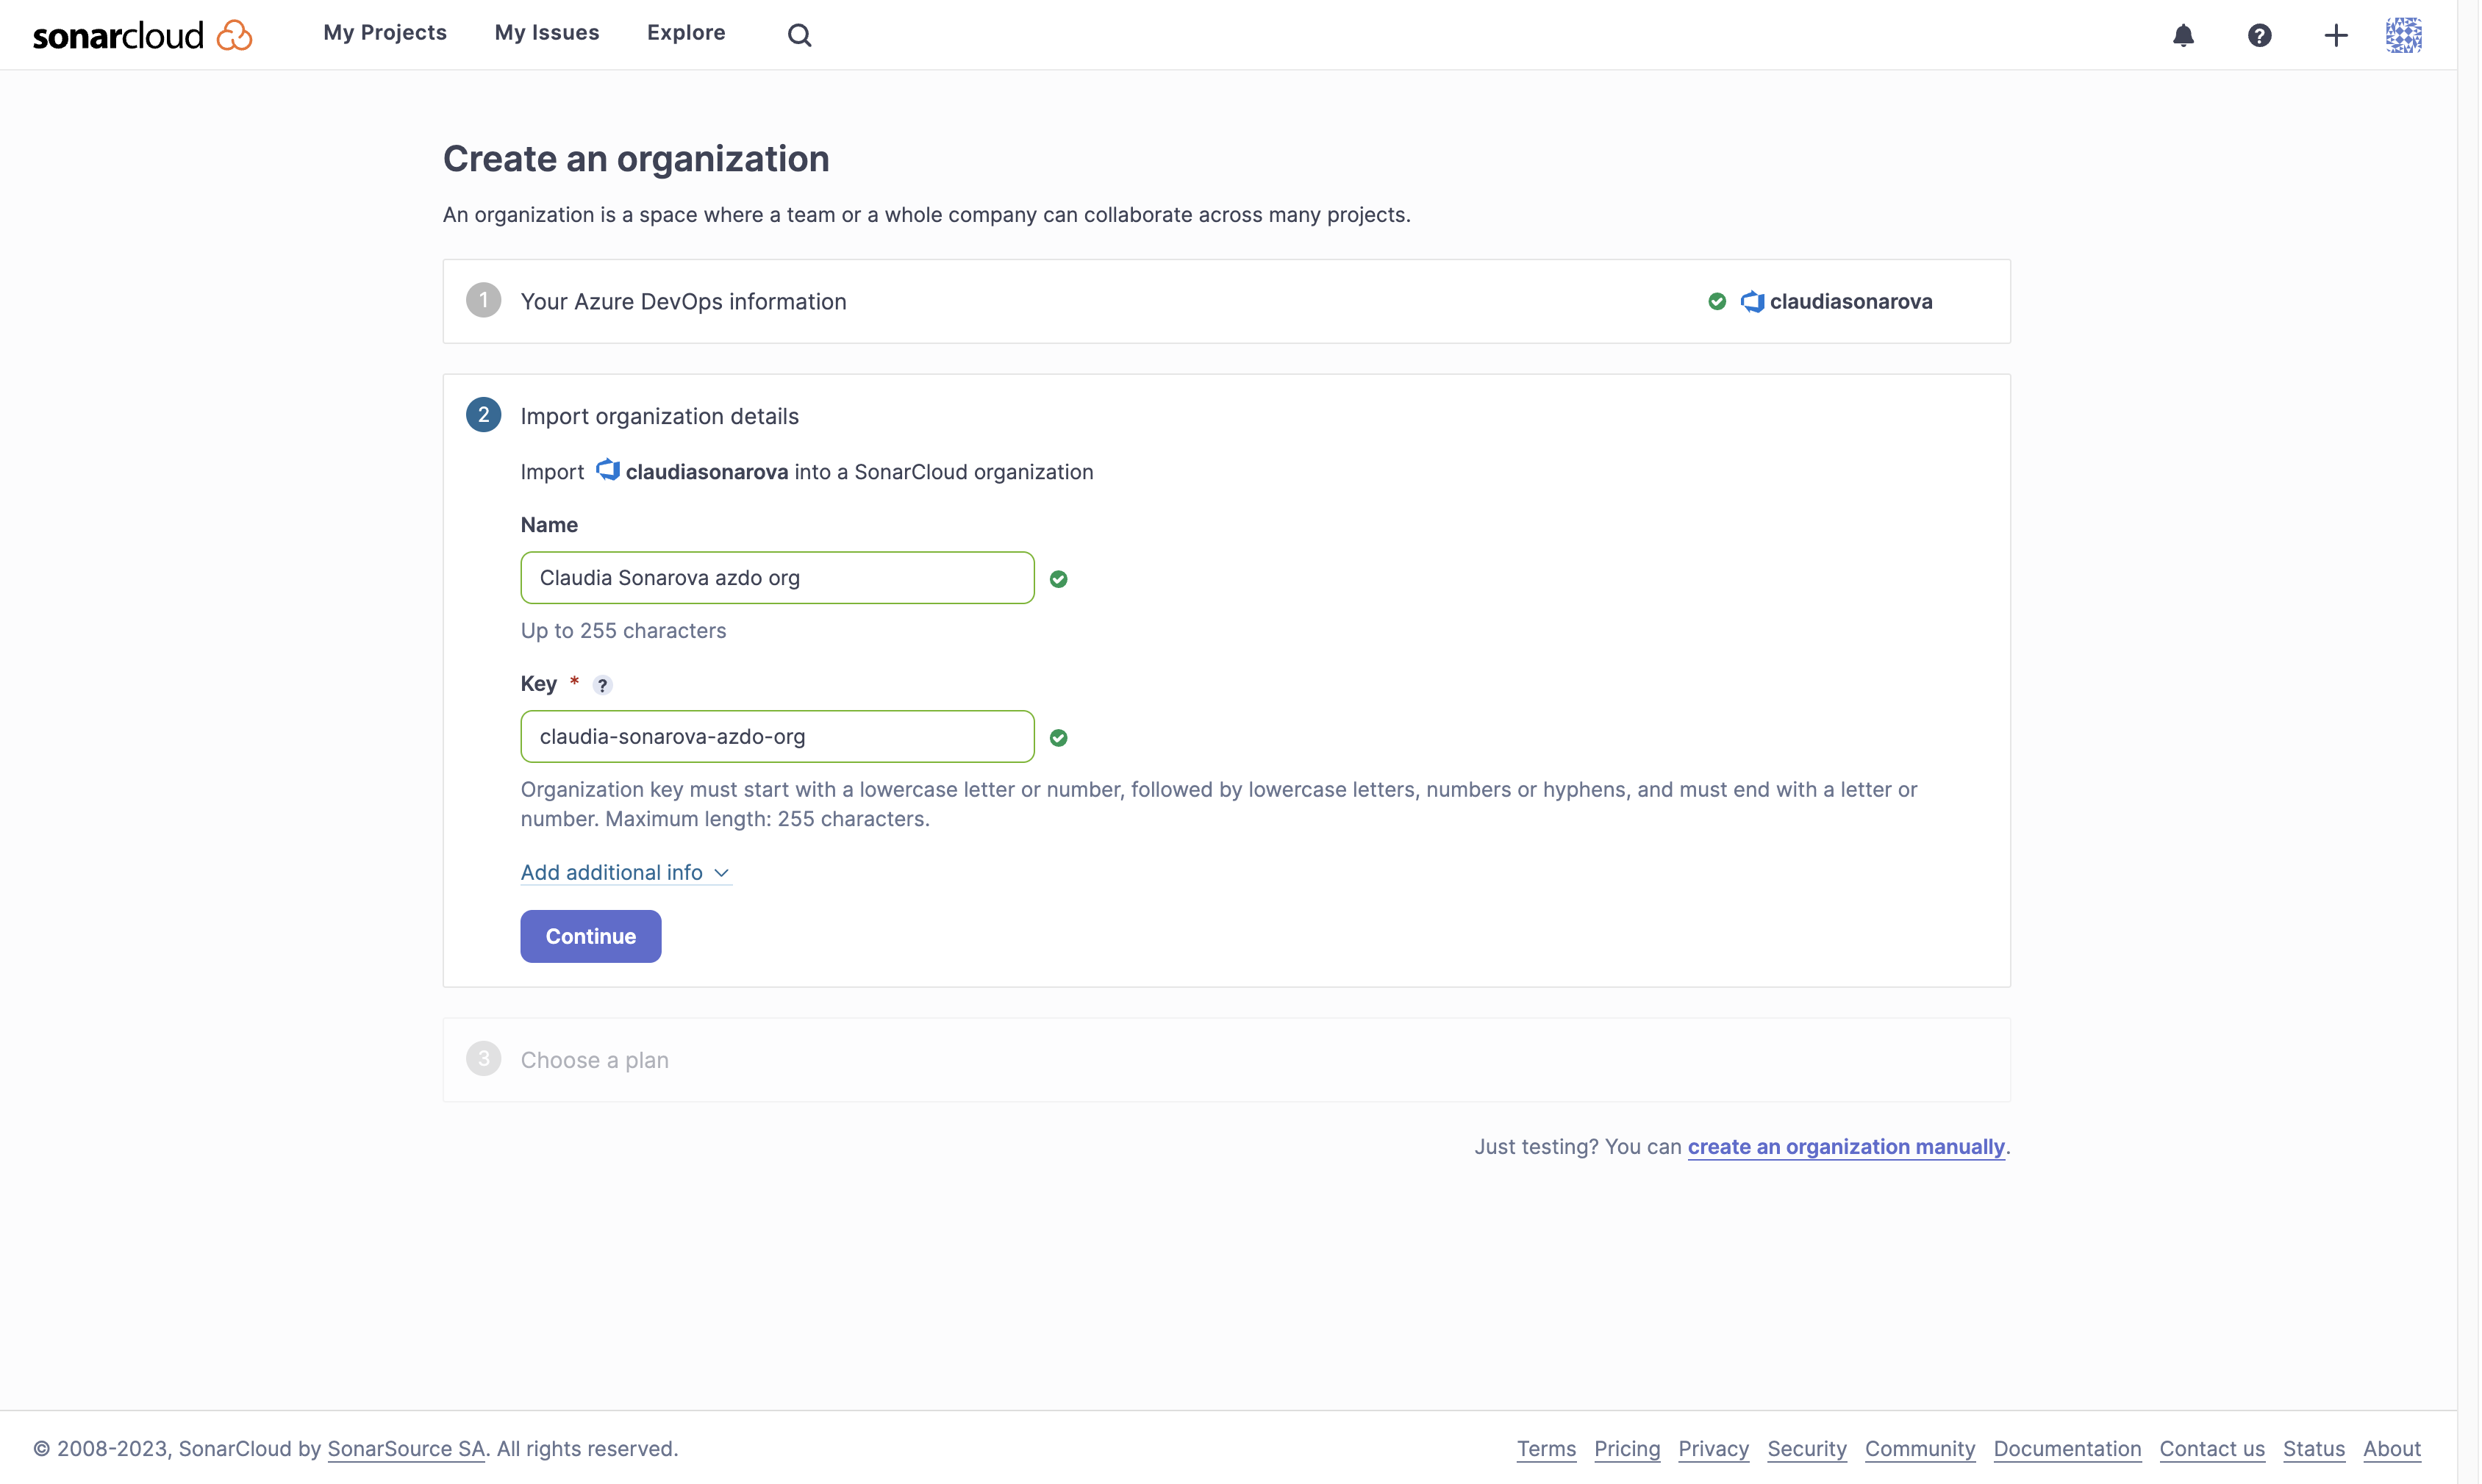 sonarcloud
My Projects My Issues Explore
?
Create an organization
An organization is a space where a team or a whole company can collaborate across many projects.
1 Your Azure DevOps information claudiasonarova
2 Import organization details
Import claudiasonarova into a SonarCloud organization
Name
Claudia Sonarova azdo org
Up to 255 characters
Key * ?
claudia-sonarova-azdo-org
Organization key must start with a lowercase letter or number, followed by lowercase letters, numbers or hyphens, and must end with a letter or
number. Maximum length: 255 characters.
Add additional info
Continue
3 Choose a plan
Just testing? You can create an organization manually.
© 2008-2023, SonarCloud by SonarSource SA. All rights reserved.
Terms Pricing Privacy Security Community Documentation Contact us Status About